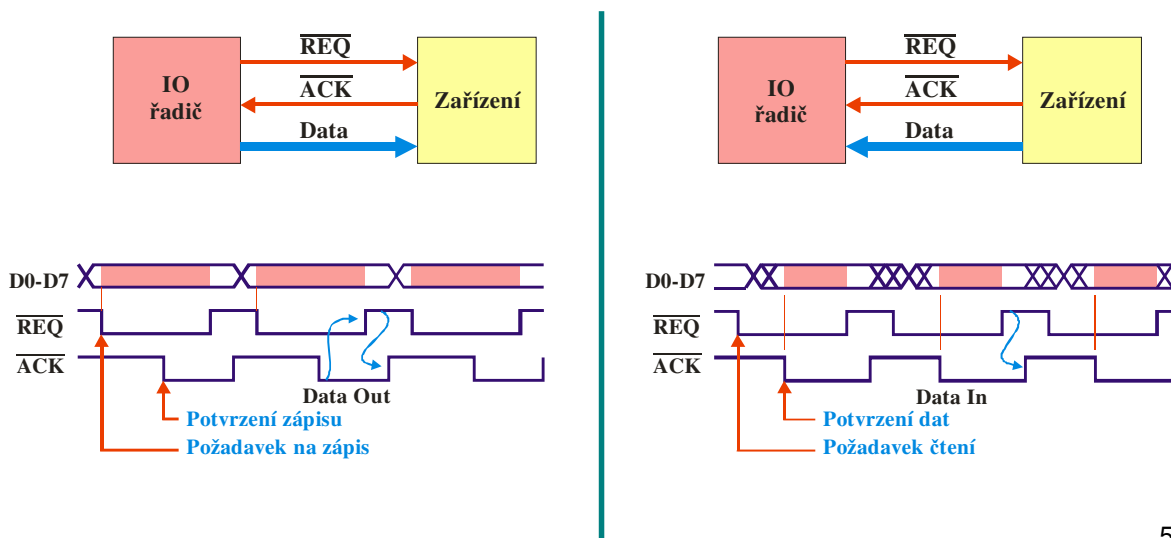 REQ
IO
řadič
ACK
Zařízení
Data
D0-D7
REQ
ACK
Data Out
Potvrzení zápisu
Požadavek na zápis
REQ
IO
řadič
ACK
Zařízení
Data
D0-D7
REQ
ACK
Data In
Potvrzení dat
Požadavek čtení
5